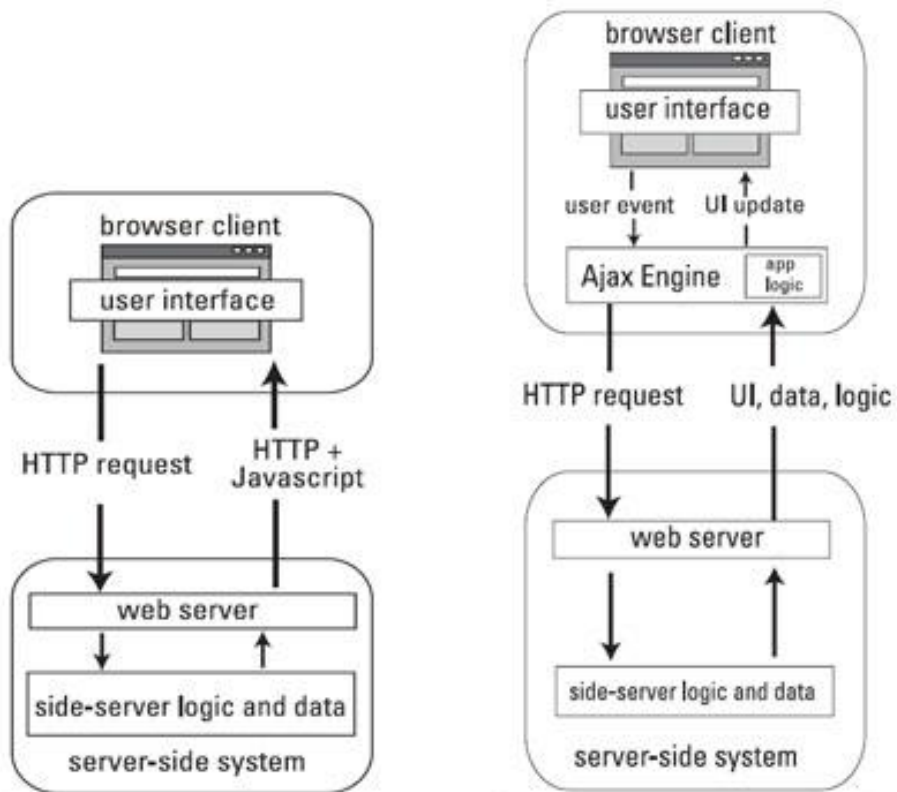 browser client
user interface
HTTP request
HTTP +
Javascript
web server
side-server logic and data
server-side system
browser client
user interface
user event
UI update
Ajax Engine
app
logic
HTTP request
UI, data, logic
web server
side-server logic and data
server-side system